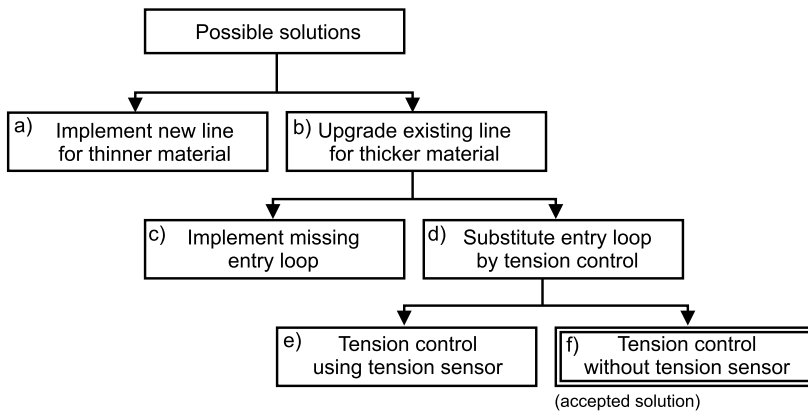 Possible solutions
a) Implement new line
for thinner material
b) Upgrade existing line
for thicker material
c) Implement missing
entry loop
d) Substitute entry loop
by tension control
e) Tension control
using tension sensor
f) Tension control
without tension sensor
(accepted solution)